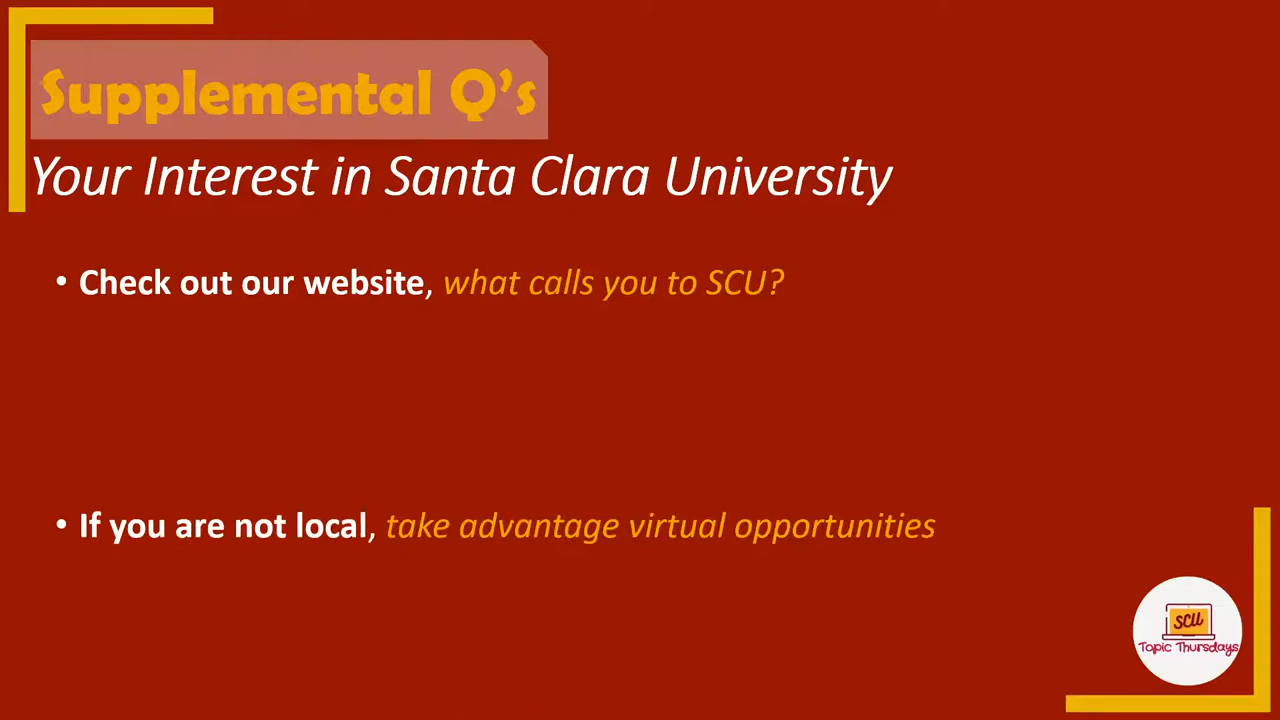 Supplemental Q's
Your Interest in Santa Clara University
• Check out our website, what calls you to SCU?
• If you are not local, take advantage virtual opportunities
SCU
Topic Thursdays